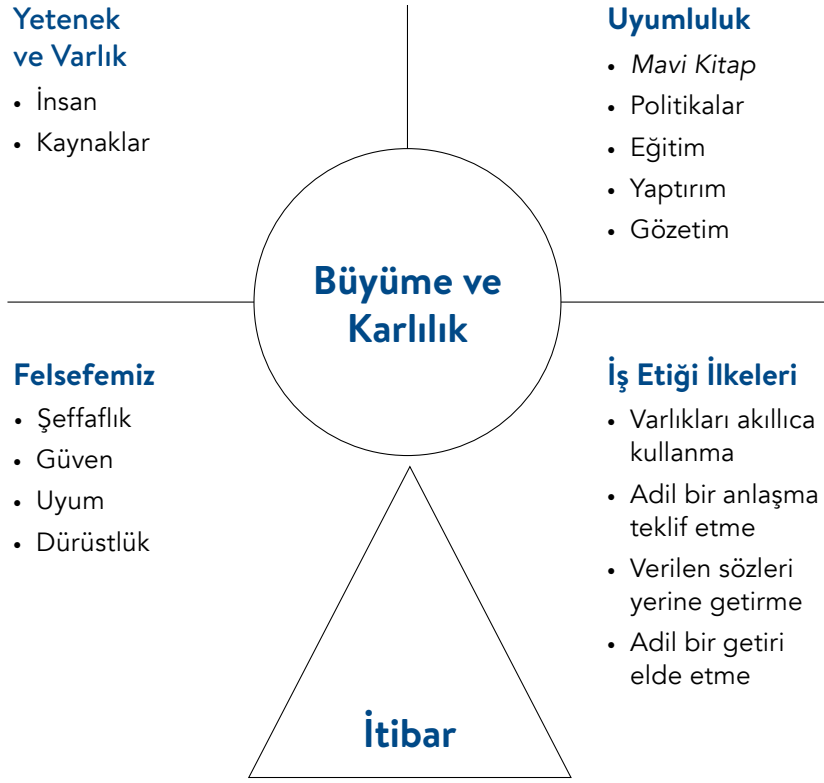 Yetenek
ve Varlık
• İnsan
• Kaynaklar
Uyumluluk
• Mavi Kitap
• Politikalar
• Eğitim
• Yaptırım
• Gözetim
Büyüme ve
Karlılık
Felsefemiz
• Şeffaflık
• Güven
• Uyum
• Dürüstlük
İş Etiği İlkeleri
• Varlıkları akıllıca
kullanma
• Adil bir anlaşma
teklif etme
• Verilen sözleri
yerine getirme
• Adil bir getiri
elde etme
İtibar